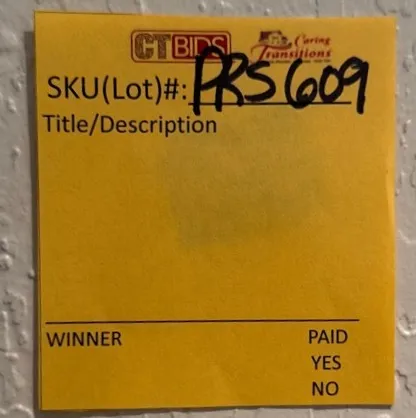 CTBIDS Caring Transitions
SKU(Lot)#: PRS609
Title/Description
WINNER PAID
YES
NO